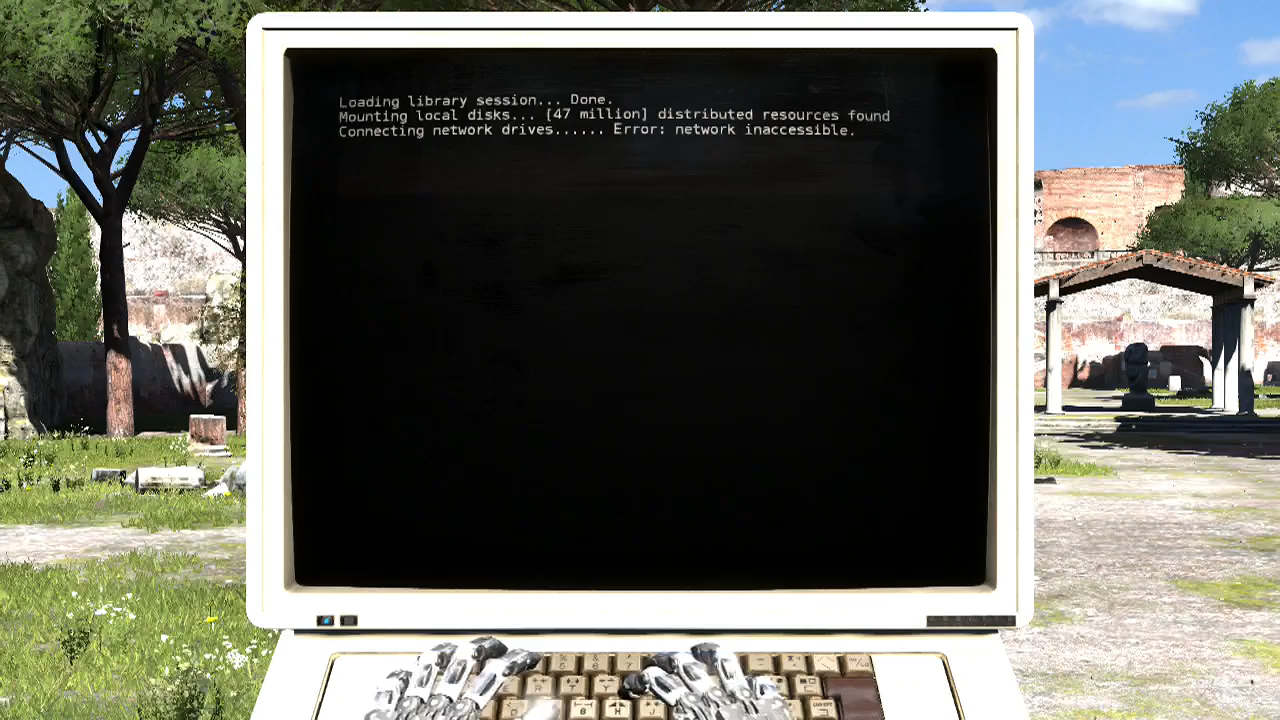 Loading library session... Done.
Mounting local disks... [47 million] distributed resources found
Connecting network drives...... Error: network inaccessible.